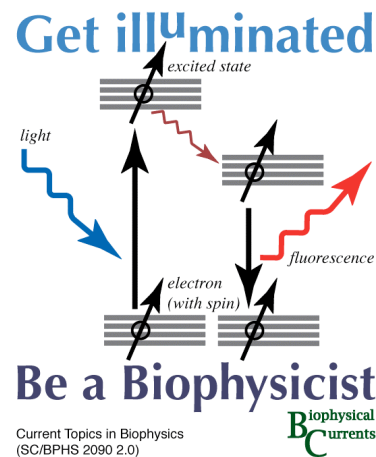 Get illuminated
excited state
light
fluorescence
electron
(with spin)
Be a Biophysicist
Biophysical
Currents
Current Topics in Biophysics
(SC/BPHS 2090 2.0)